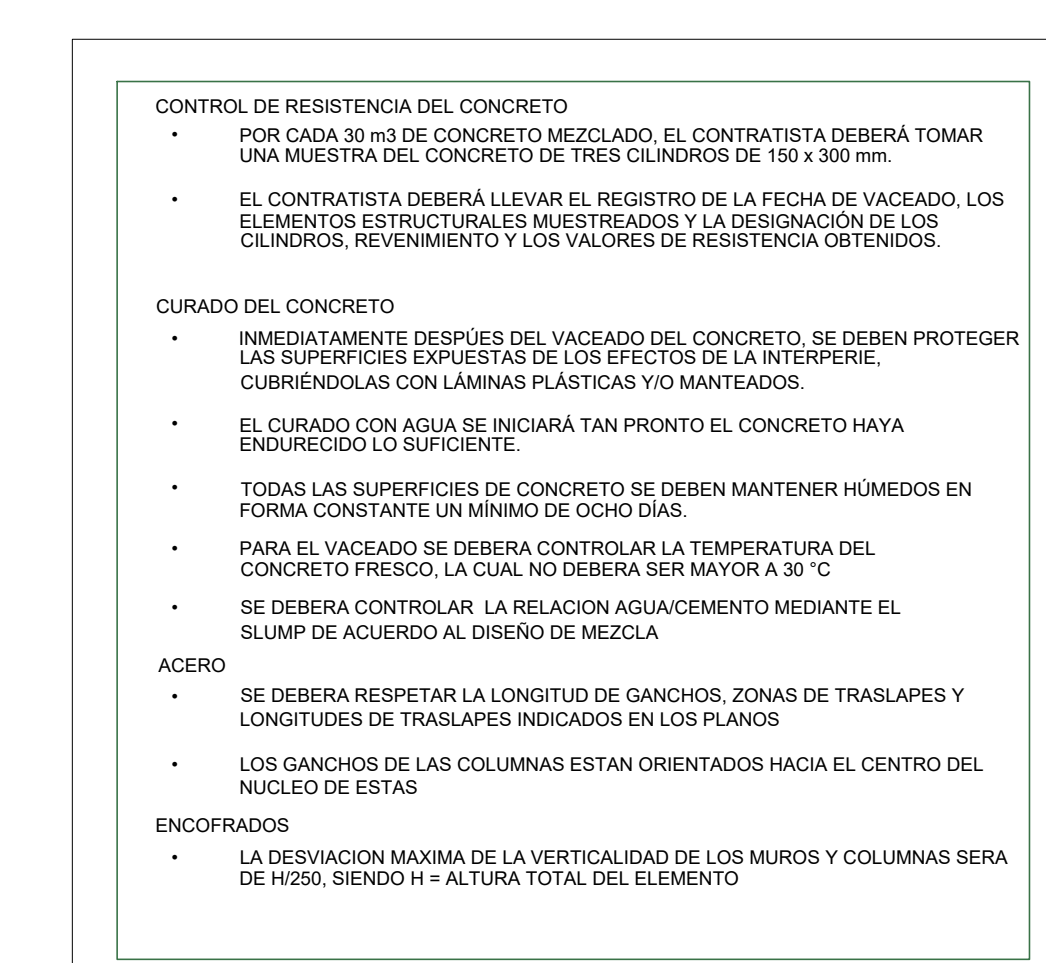 CONTROL DE RESISTENCIA DEL CONCRETO
• POR CADA 30 m3 DE CONCRETO MEZCLADO, EL CONTRATISTA DEBERÁ TOMAR
UNA MUESTRA DEL CONCRETO DE TRES CILINDROS DE 150 x 300 mm.
• EL CONTRATISTA DEBERÁ LLEVAR EL REGISTRO DE LA FECHA DE VACEADO, LOS
ELEMENTOS ESTRUCTURALES MUESTREADOS Y LA DESIGNACIÓN DE LOS
CILINDROS, REVENIMIENTO Y LOS VALORES DE RESISTENCIA OBTENIDOS.
CURADO DEL CONCRETO
• INMEDIATAMENTE DESPÚES DEL VACEADO DEL CONCRETO, SE DEBEN PROTEGER
LAS SUPERFICIES EXPUESTAS DE LOS EFECTOS DE LA INTERPERIE,
CUBRIÉNDOLAS CON LÁMINAS PLÁSTICAS Y/O MANTEADOS.
• EL CURADO CON AGUA SE INICIARÁ TAN PRONTO EL CONCRETO HAYA
ENDURECIDO LO SUFICIENTE.
• TODAS LAS SUPERFICIES DE CONCRETO SE DEBEN MANTENER HÚMEDOS EN
FORMA CONSTANTE UN MÍNIMO DE OCHO DÍAS.
• PARA EL VACEADO SE DEBERA CONTROLAR LA TEMPERATURA DEL
CONCRETO FRESCO, LA CUAL NO DEBERA SER MAYOR A 30 °C
• SE DEBERA CONTROLAR LA RELACION AGUA/CEMENTO MEDIANTE EL
SLUMP DE ACUERDO AL DISEÑO DE MEZCLA
ACERO
• SE DEBERA RESPETAR LA LONGITUD DE GANCHOS, ZONAS DE TRASLAPES Y
LONGITUDES DE TRASLAPES INDICADOS EN LOS PLANOS
• LOS GANCHOS DE LAS COLUMNAS ESTAN ORIENTADOS HACIA EL CENTRO DEL
NUCLEO DE ESTAS
ENCOFRADOS
• LA DESVIACION MAXIMA DE LA VERTICALIDAD DE LOS MUROS Y COLUMNAS SERA
DE H/250, SIENDO H = ALTURA TOTAL DEL ELEMENTO